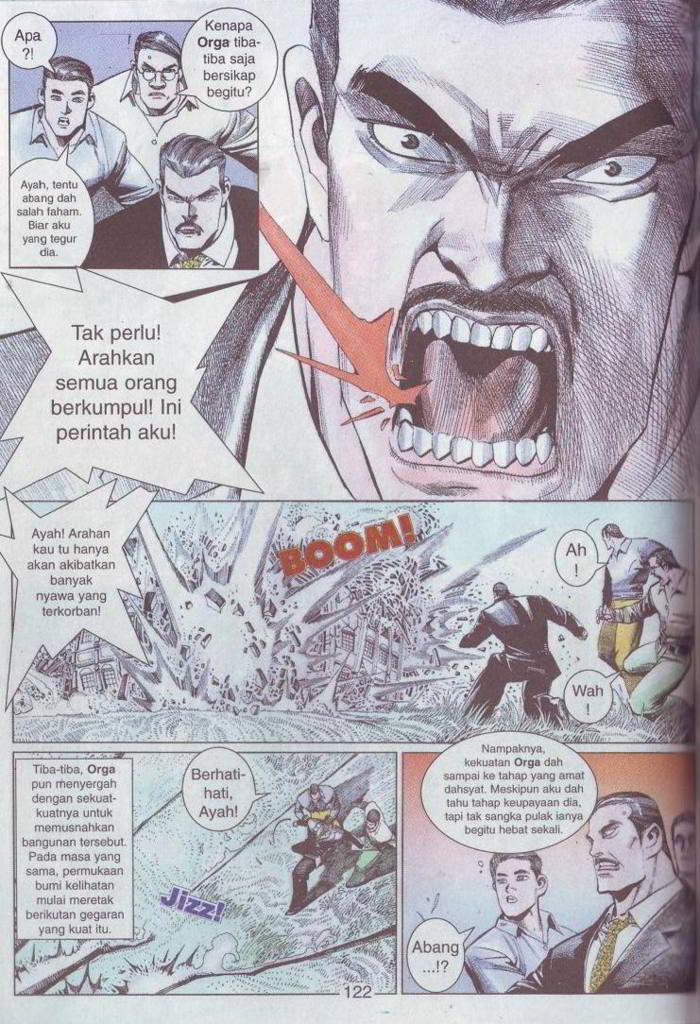 Apa
?!
Kenapa
Orga tiba-
tiba saja
bersikap
begitu?
Ayah, tentu
abang dah
salah faham.
Biar aku
yang tegur
dia.
Tak perlu!
Arahkan
semua orang
berkumpul! Ini
perintah aku!
Ayah! Arahan
kau tu hanya
akan akibatkan
banyak
nyawa yang
terkorban!
BOOM!
Ah
!
Wah
!
Tiba-tiba, Orga
pun menyergah
dengan sekuat-
kuatnya untuk
memusnahkan
bangunan tersebut.
Pada masa yang
sama, permukaan
bumi kelihatan
mulai meretak
berikutan gegaran
yang kuat itu.
Berhati-
hati,
Ayah!
Jizz!
Nampaknya,
kekuatan Orga dah
sampai ke tahap yang amat
dahsyat. Meskipun aku dah
tahu tahap keupayaan dia,
tapi tak sangka pulak ianya
begitu hebat sekali.
Abang
...!?
122